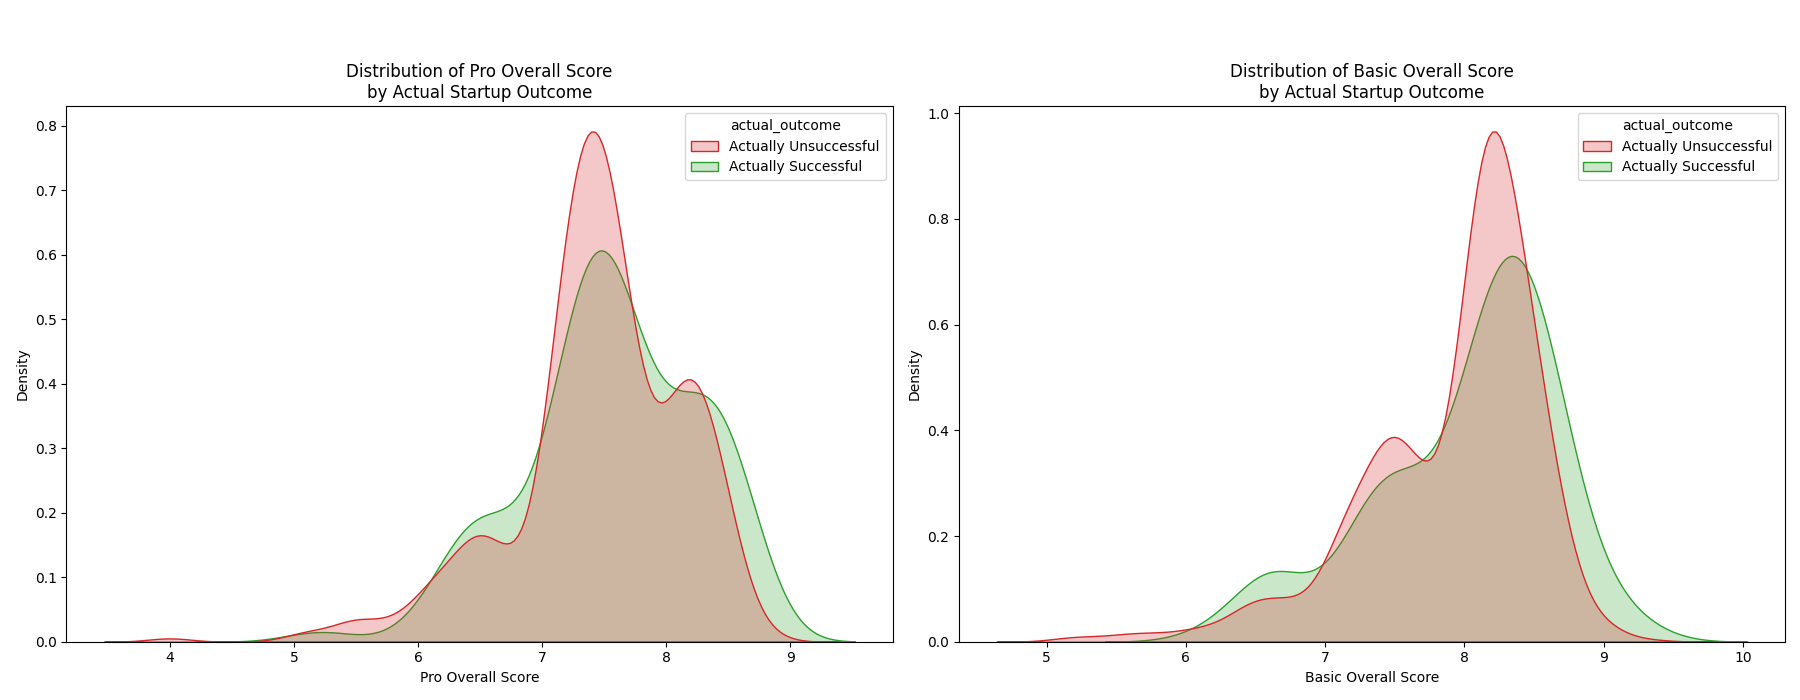 Distribution of Pro Overall Score
by Actual Startup Outcome
actual_outcome
Actually Unsuccessful
Actually Successful
0.8
0.7
0.6
0.5
0.4
0.3
0.2
0.1
0.0
Density
4 5 6 7 8 9
Pro Overall Score
Distribution of Basic Overall Score
by Actual Startup Outcome
actual_outcome
Actually Unsuccessful
Actually Successful
1.0
0.8
0.6
0.4
0.2
0.0
Density
5 6 7 8 9 10
Basic Overall Score